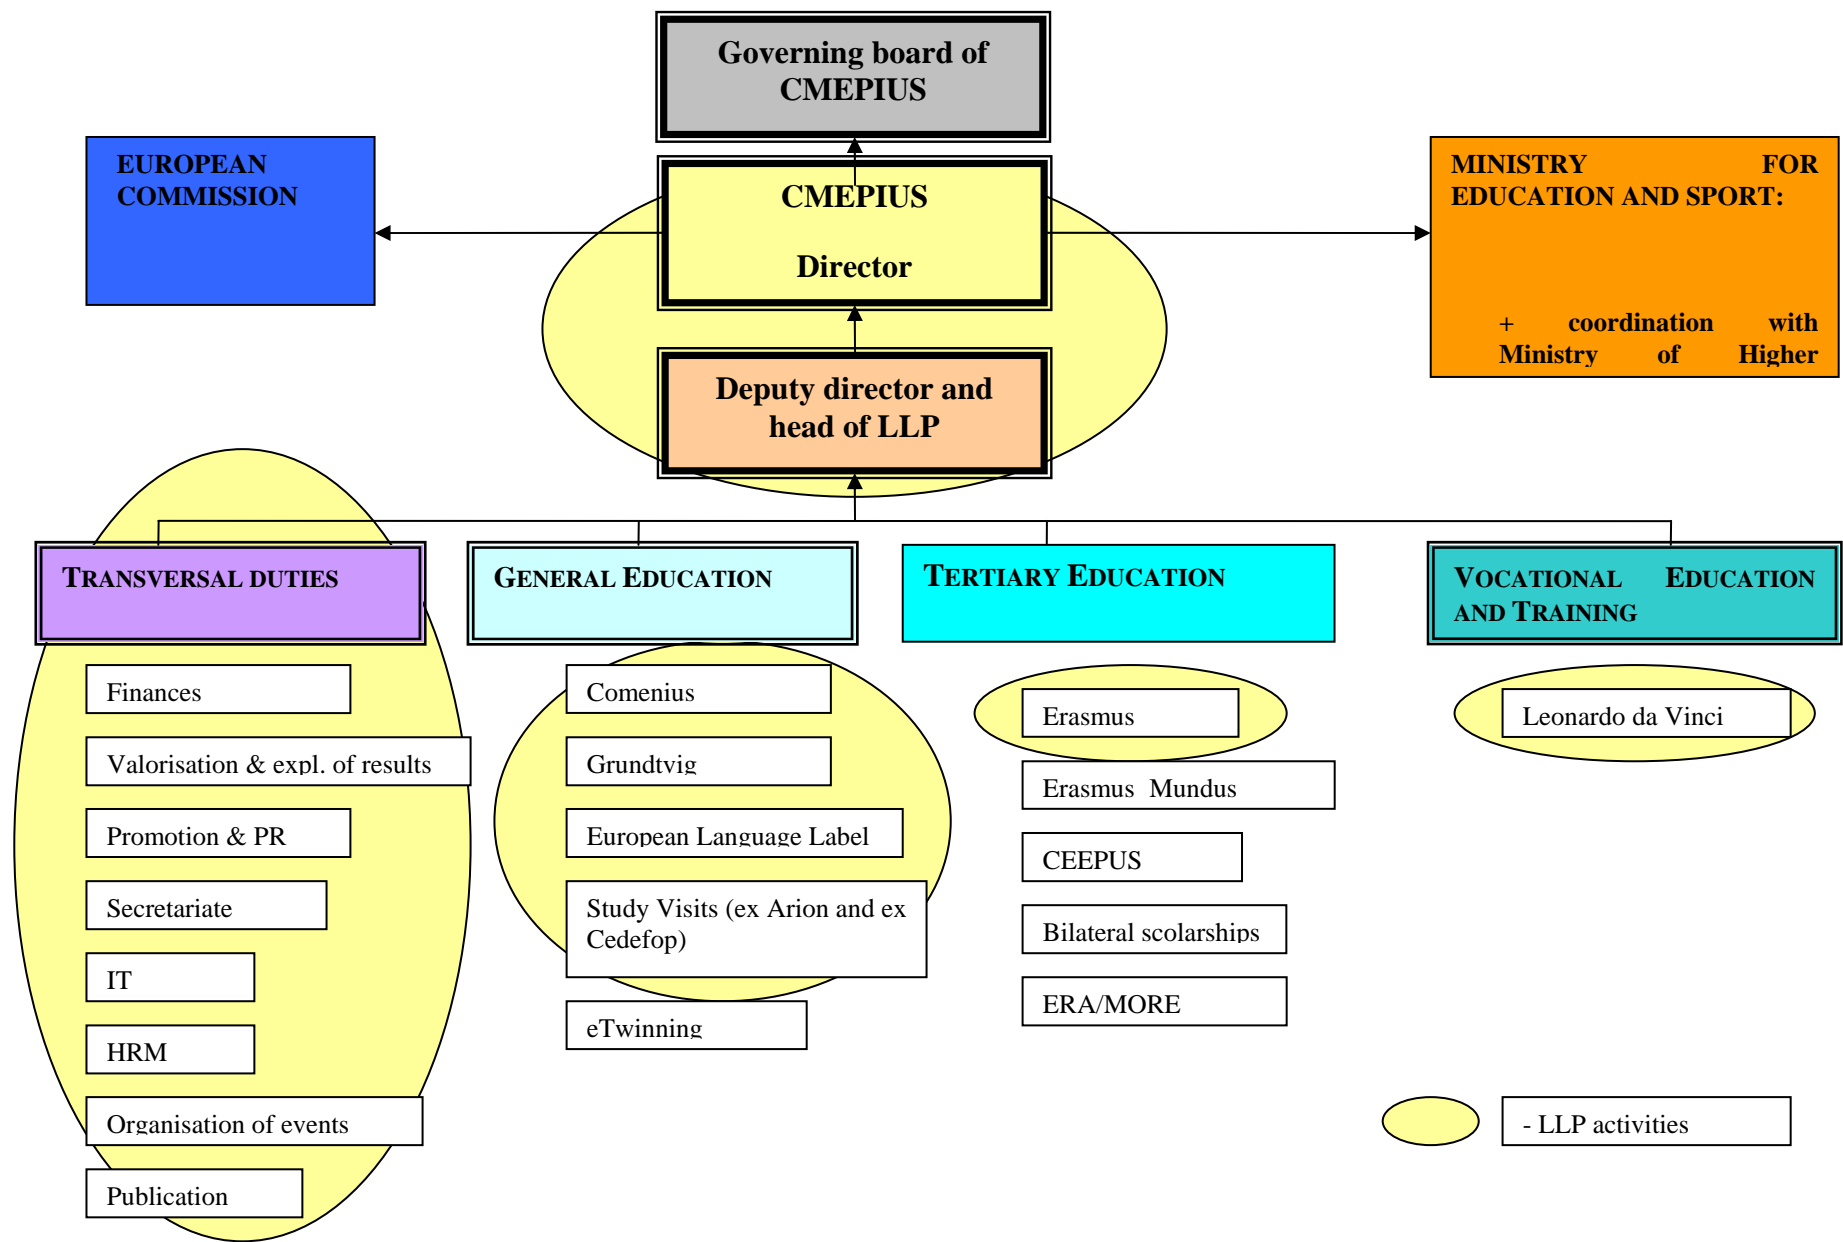 Governing board of
CMEPIUS
EUROPEAN
COMMISSION
CMEPIUS
Director
MINISTRY FOR
EDUCATION AND SPORT:
+ coordination with
Ministry of Higher
Deputy director and
head of LLP
TRANSVERSAL DUTIES
Finances
Valorisation & expl. of results
Promotion & PR
Secretariate
IT
HRM
Organisation of events
Publication
GENERAL EDUCATION
Comenius
Grundtvig
European Language Label
Study Visits (ex Arion and ex
Cedefop)
eTwinning
TERTIARY EDUCATION
Erasmus
Erasmus Mundus
CEEPUS
Bilateral scolarships
ERA/MORE
VOCATIONAL EDUCATION
AND TRAINING
Leonardo da Vinci
- LLP activities